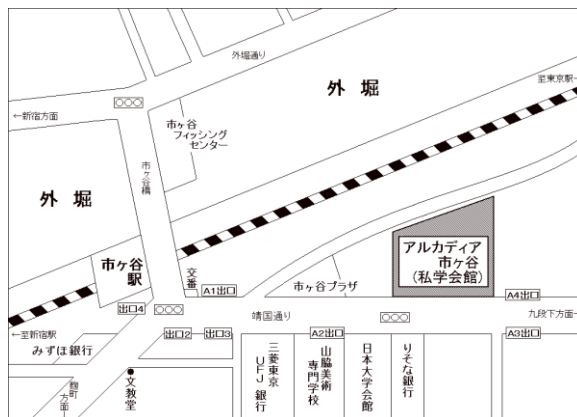 外堀通り
至東京駅→
外 堀
←新宿方面
市ヶ谷
フィッシング
センター
市ヶ谷橋
外 堀
市ヶ谷
駅
交番
A1出口
市ヶ谷プラザ
アルカディア
市ヶ谷
(私学会館)
A4出口
出口4
靖国通り
九段下方面→
←至新宿駅
出口2
出口3
A2出口
A3出口
みずほ銀行
麹町
方面
文教堂
三菱東京
UFJ銀行
山脇美術
専門学校
日本大学会館
りそな銀行